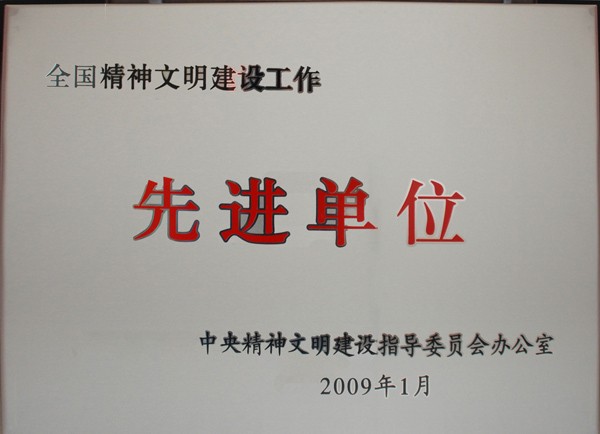 全国精神文明建设工作
先进单位
中央精神文明建设指导委员会办公室
2009年1月